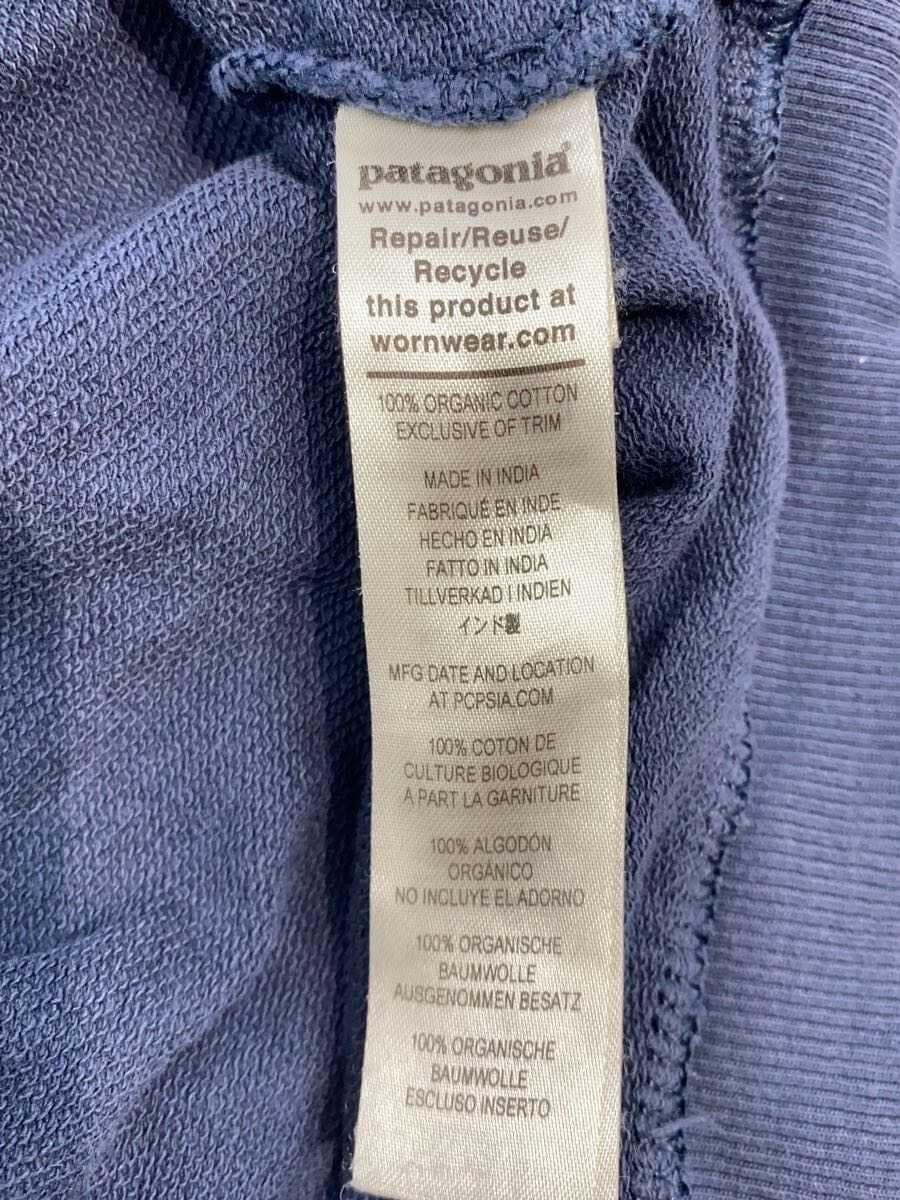 patagonia®
www.patagonia.com
Repair/Reuse/
Recycle
this product at
wornwear.com
100% ORGANIC COTTON
EXCLUSIVE OF TRIM
MADE IN INDIA
FABRIQUÉ EN INDE
HECHO EN INDIA
FATTO IN INDIA
TILLVERKAD I INDIEN
インド製
MFG DATE AND LOCATION
AT PCPSIA.COM
100% COTON DE
CULTURE BIOLOGIQUE
A PART LA GARNITURE
100% ALGODÓN
ORGÁNICO
NO INCLUYE EL ADORNO
100% ORGANISCHE
BAUMWOLLE
AUSGENOMMEN BESATZ
100% ORGANISCHE
BAUMWOLLE
ESCLUSO INSERTO